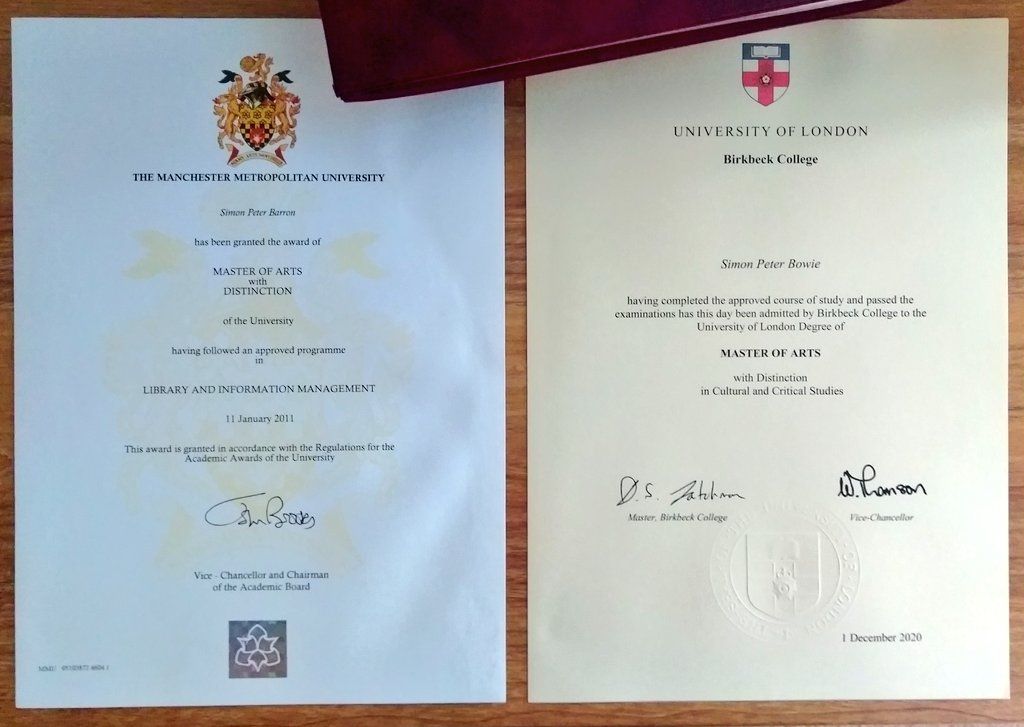 THE MANCHESTER METROPOLITAN UNIVERSITY
Simon Peter Barron
has been granted the award of
MASTER OF ARTS
with
DISTINCTION
of the University
having followed an approved programme
in
LIBRARY AND INFORMATION MANAGEMENT
11 January 2011
This award is granted in accordance with the Regulations for the
Academic Awards of the University
Vice - Chancellor and Chairman
of the Academic Board
MMU
UNIVERSITY OF LONDON
Birkbeck College
Simon Peter Bowie
having completed the approved course of study and passed the
examinations has this day been admitted by Birkbeck College to the
University of London Degree of
MASTER OF ARTS
with Distinction
in Cultural and Critical Studies
D. S.
W. Thomson
Master, Birkbeck College
Vice-Chancellor
1 December 2020